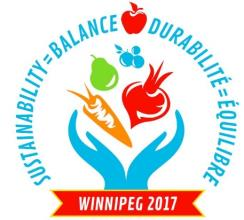 SUSTAINABILITY = BALANCE
DURABILITÉ = ÉQUILIBRE
WINNIPEG 2017